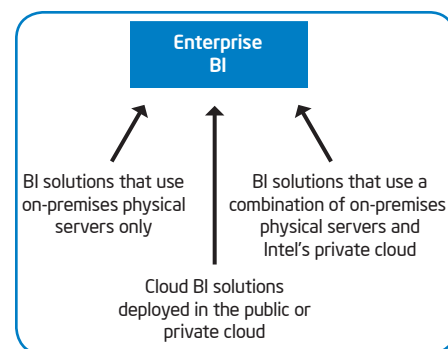 Enterprise
BI
BI solutions that use
on-premises physical
servers only
BI solutions that use a
combination of on-premises
physical servers and
Intel's private cloud
Cloud BI solutions
deployed in the public or
private cloud